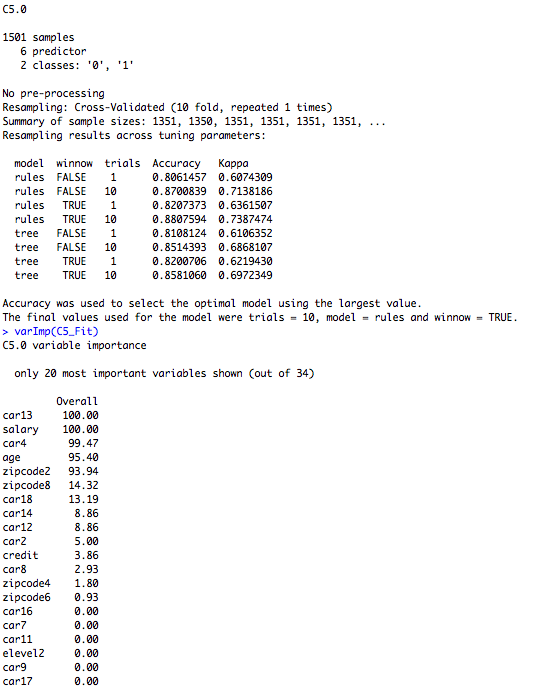 C5.0
1501 samples
6 predictor
2 classes: '0', '1'
No pre-processing
Resampling: Cross-Validated (10 fold, repeated 1 times)
Summary of sample sizes: 1351, 1350, 1351, 1351, 1351, 1351, ...
Resampling results across tuning parameters:
model winnow trials Accuracy Kappa
rules FALSE 1 0.8061457 0.6074309
rules FALSE 10 0.8700839 0.7138186
rules TRUE 1 0.8207373 0.6361507
rules TRUE 10 0.8807594 0.7387474
tree FALSE 1 0.8108124 0.6106352
tree FALSE 10 0.8514393 0.6868107
tree TRUE 1 0.8200706 0.6219430
tree TRUE 10 0.8581060 0.6972349
Accuracy was used to select the optimal model using the largest value.
The final values used for the model were trials = 10, model = rules and winnow = TRUE.
> varImp(C5_Fit)
C5.0 variable importance
only 20 most important variables shown (out of 34)
Overall
car13 100.00
salary 100.00
car4 99.47
age 95.40
zipcode2 93.94
zipcode8 14.32
car18 13.19
car14 8.86
car12 8.86
car2 5.00
credit 3.86
car8 2.93
zipcode4 1.80
zipcode6 0.93
car16 0.00
car7 0.00
car11 0.00
elevel2 0.00
car9 0.00
car17 0.00